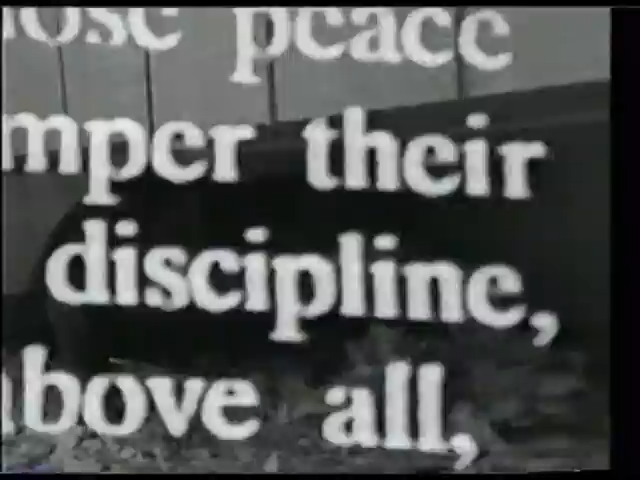 ose peace
mper their
discipline,
bove all,